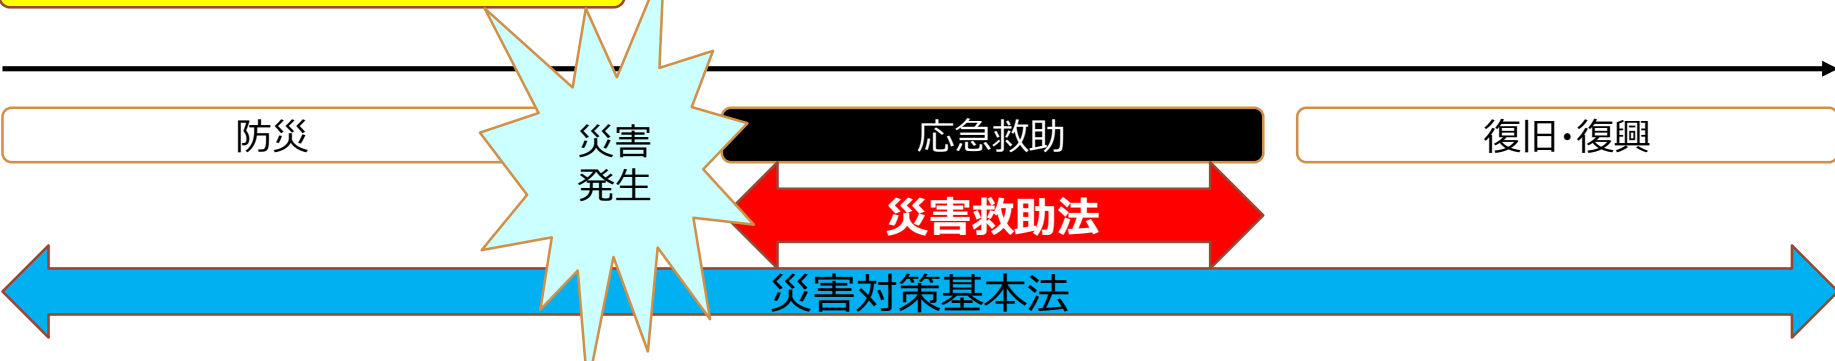 防災
災害
発生
応急救助
復旧・復興
災害救助法
災害対策基本法